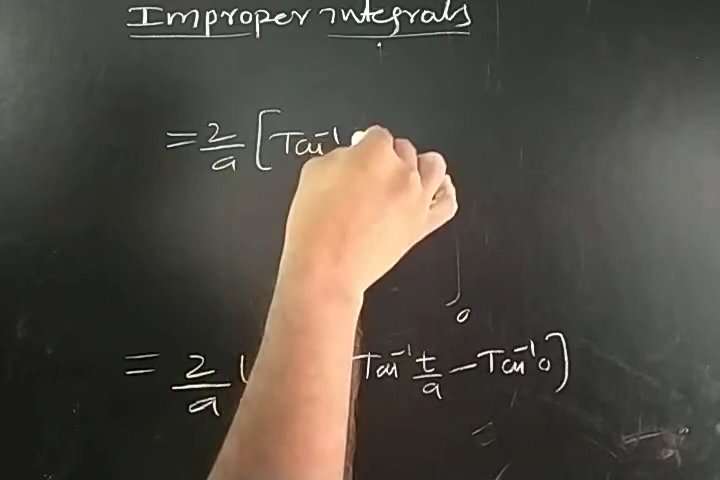 Improper integrals
= 2/a [Tan⁻¹
0
= 2/a Tan⁻¹ t/a - Tan⁻¹ 0]